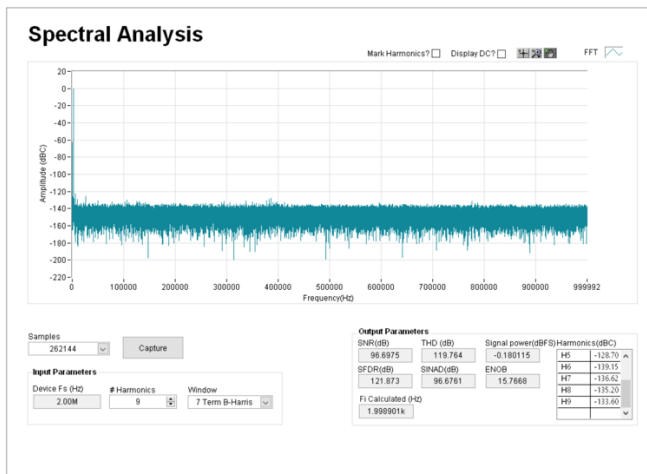 Spectral Analysis
Mark Harmonics? Display DC? FFT
20
0
-20
-40
-60
-80
-100
-120
-140
-160
-180
-200
-220
Amplitude (dBC)
0 100000 200000 300000 400000 500000 600000 700000 800000 900000 999992
Frequency(Hz)
Samples
262144
Capture
Input Parameters
Device Fs (Hz) # Harmonics Window
2.00M 9 7 Term B-Harris
Output Parameters
SNR(dB) THD (dB) Signal power(dBFS) Harmonics(dBC)
96.6975 119.764 -0.180115
SFDR(dB) SINAD(dB) ENOB
121.873 96.6761 15.7668
Fi Calculated (Hz)
1.998901k
H5 -128.70
H6 -139.15
H7 -136.62
H8 -135.20
H9 -133.60